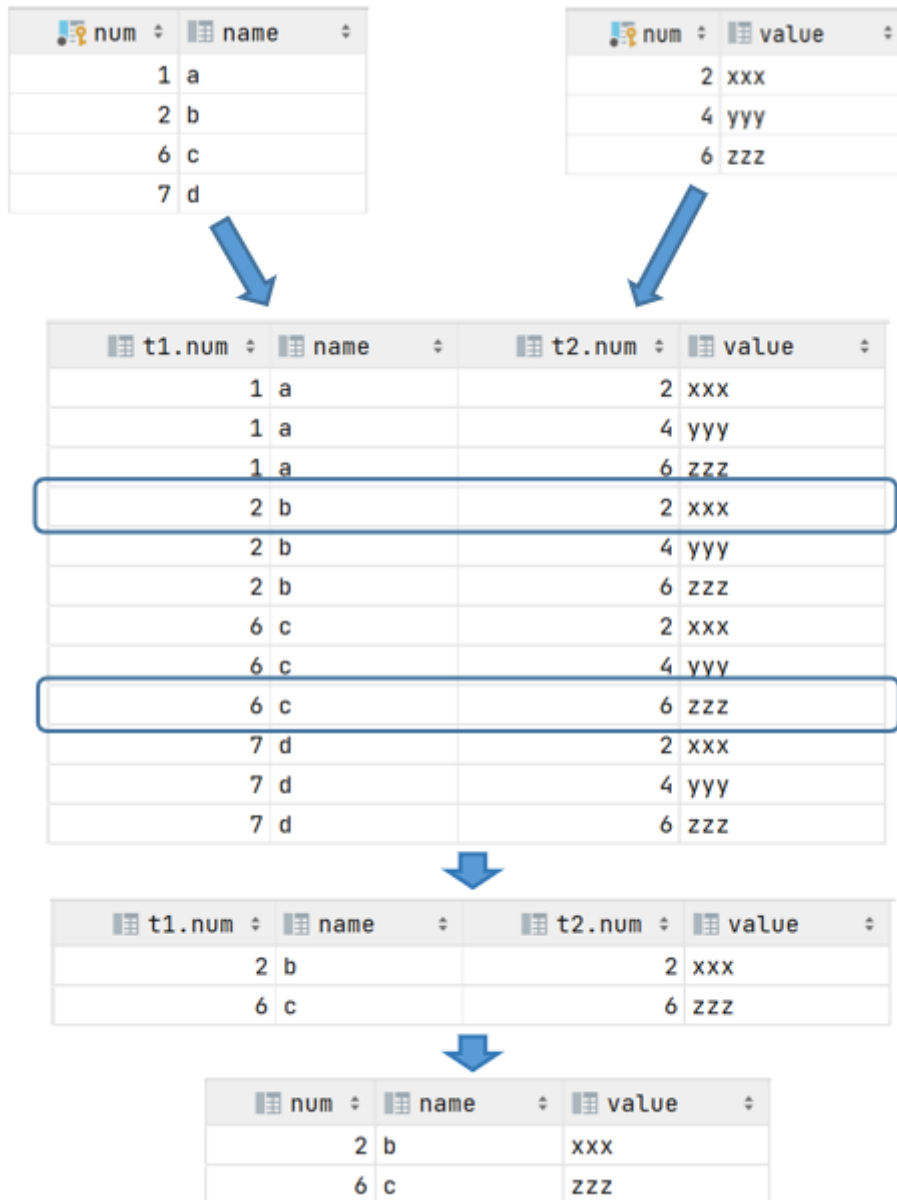 num name
1 a
2 b
6 c
7 d
num value
2 xxx
4 yyy
6 zzz
t1.num name t2.num value
1 a 2 xxx
1 a 4 yyy
1 a 6 zzz
2 b 2 xxx
2 b 4 yyy
2 b 6 zzz
6 c 2 xxx
6 c 4 yyy
6 c 6 zzz
7 d 2 xxx
7 d 4 yyy
7 d 6 zzz
t1.num name t2.num value
2 b 2 xxx
6 c 6 zzz
num name value
2 b xxx
6 c zzz